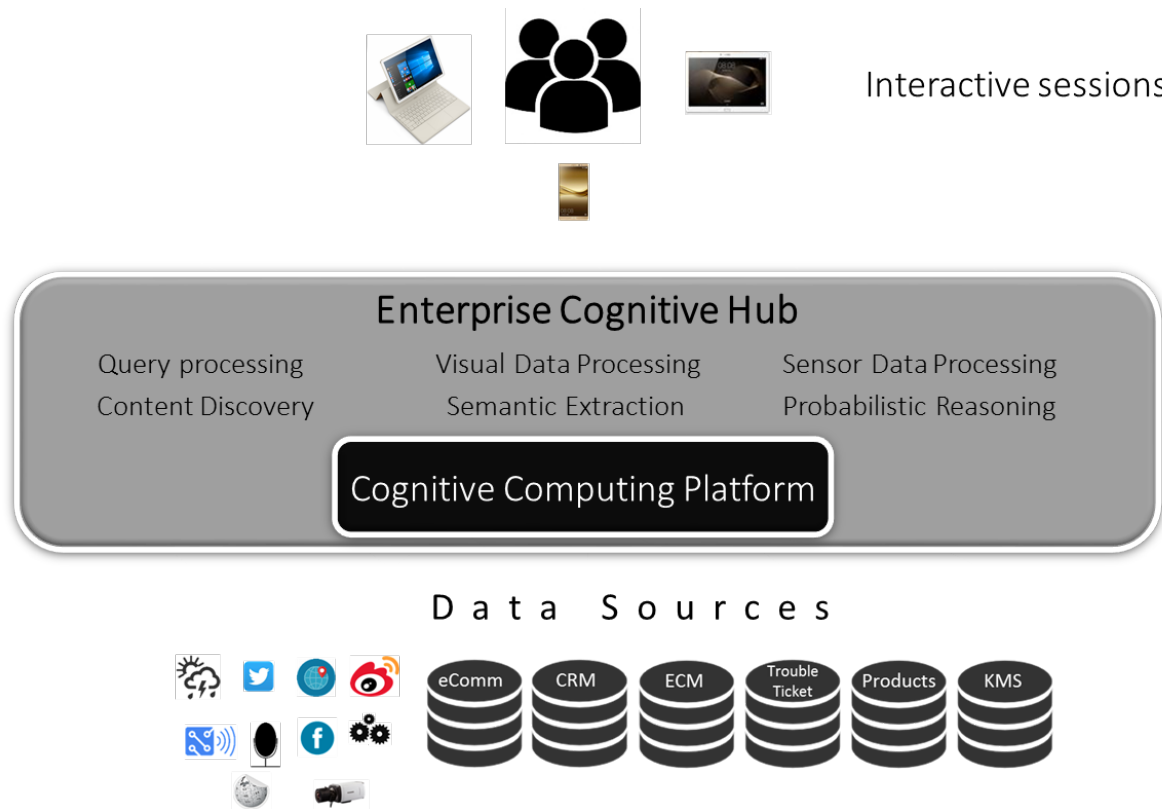 Interactive sessions
Enterprise Cognitive Hub
Query processing
Visual Data Processing
Sensor Data Processing
Content Discovery
Semantic Extraction
Probabilistic Reasoning
Cognitive Computing Platform
Data Sources
eComm
CRM
ECM
Trouble
Ticket
Products
KMS